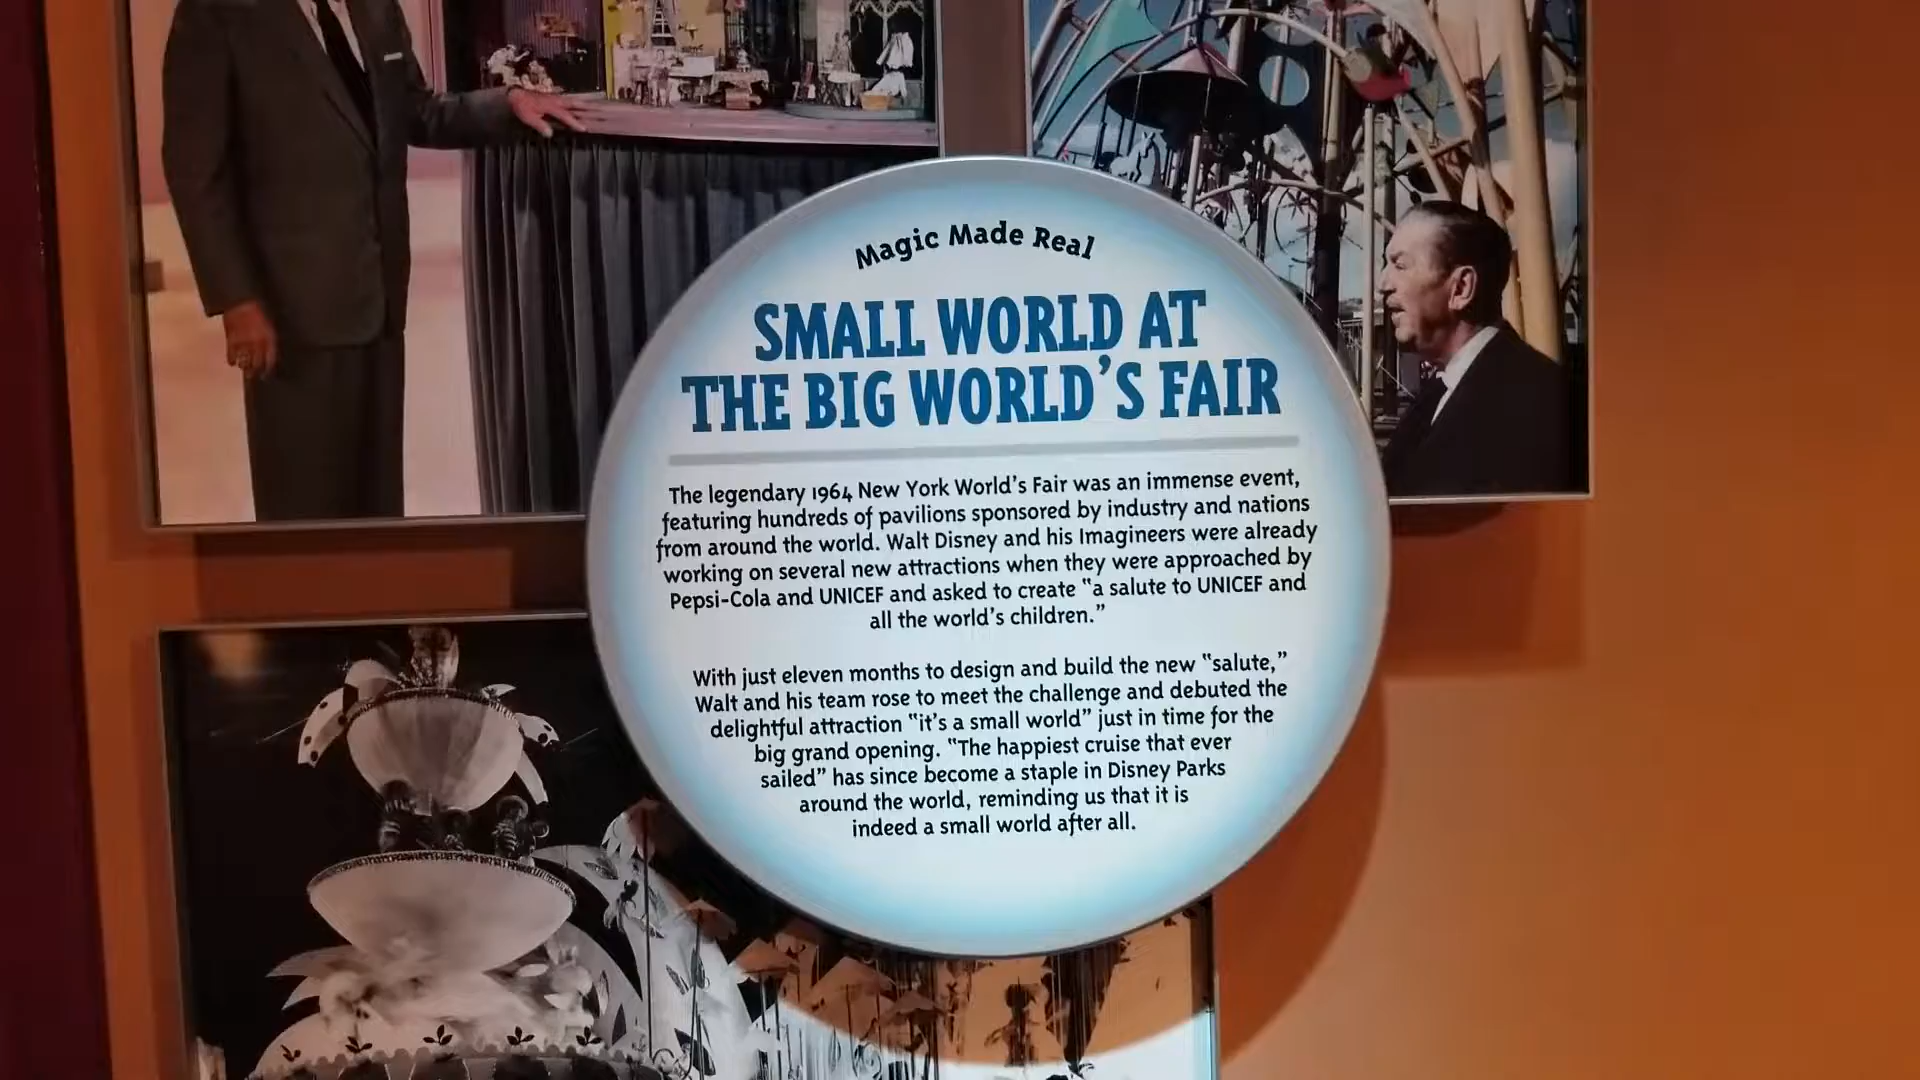 Magic Made Real
SMALL WORLD AT
THE BIG WORLD'S FAIR
The legendary 1964 New York World's Fair was an immense event,
featuring hundreds of pavilions sponsored by industry and nations
from around the world. Walt Disney and his Imagineers were already
working on several new attractions when they were approached by
Pepsi-Cola and UNICEF and asked to create "a salute to UNICEF and
all the world's children."
With just eleven months to design and build the new "salute,"
Walt and his team rose to meet the challenge and debuted the
delightful attraction "it's a small world" just in time for the
big grand opening. "The happiest cruise that ever
sailed" has since become a staple in Disney Parks
around the world, reminding us that it is
indeed a small world after all.